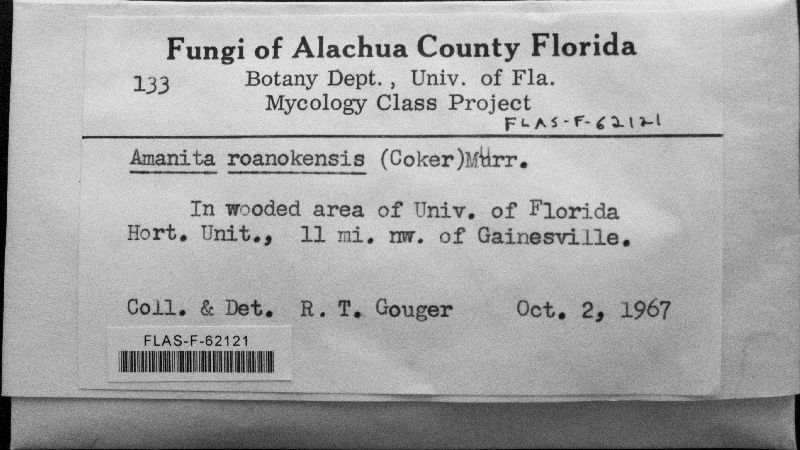 Fungi of Alachua County Florida
133 Botany Dept., Univ. of Fla.
Mycology Class Project
FLAS-F-62121
Amanita roanokensis (Coker)Murr.
In wooded area of Univ. of Florida
Hort. Unit., 11 mi. nw. of Gainesville.
Coll. & Det. R. T. Gouger Oct. 2, 1967
FLAS-F-62121